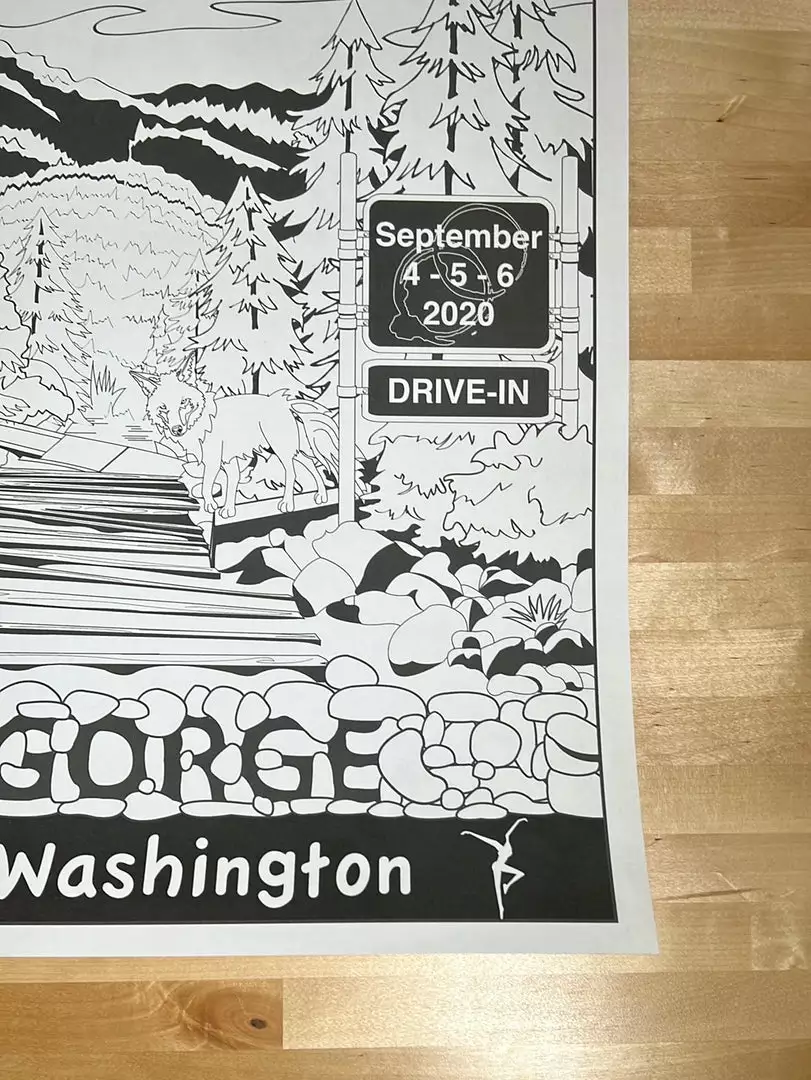 September
4 - 5 - 6
2020
DRIVE-IN
GORGE
Washington